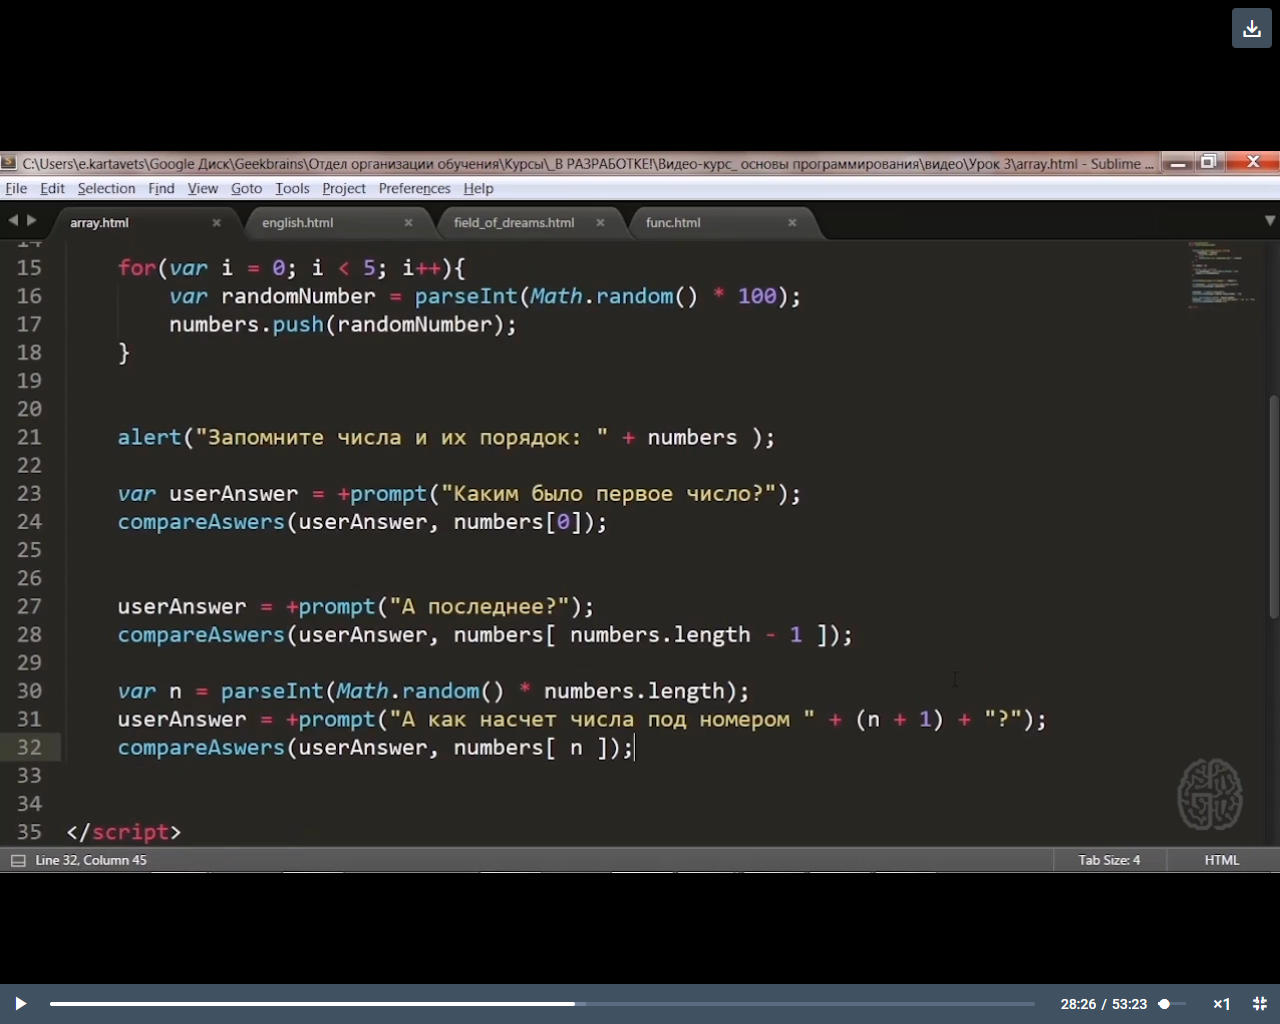 C:\Users\e.kartavets\Google Диск\Geekbrains\Отдел организации обучения\Курсы\_В РАЗРАБОТКЕ!\Видео-курс_ основы программирования\видео\Урок 3\array.html - Sublime ...
File Edit Selection Find View Goto Tools Project Preferences Help
array.html × english.html × field_of_dreams.html × func.html ×
14
15 for(var i = 0; i < 5; i++){
16 var randomNumber = parseInt(Math.random() * 100);
17 numbers.push(randomNumber);
18 }
19
20
21 alert("Запомните числа и их порядок: " + numbers );
22
23 var userAnswer = +prompt("Каким было первое число?");
24 compareAswers(userAnswer, numbers[0]);
25
26
27 userAnswer = +prompt("А последнее?");
28 compareAswers(userAnswer, numbers[ numbers.length - 1 ]);
29
30 var n = parseInt(Math.random() * numbers.length);
31 userAnswer = +prompt("А как насчет числа под номером " + (n + 1) + "?");
32 compareAswers(userAnswer, numbers[ n ]);
33
34
35 </script>
Line 32, Column 45 Tab Size: 4 HTML
28:26 / 53:23 ×1